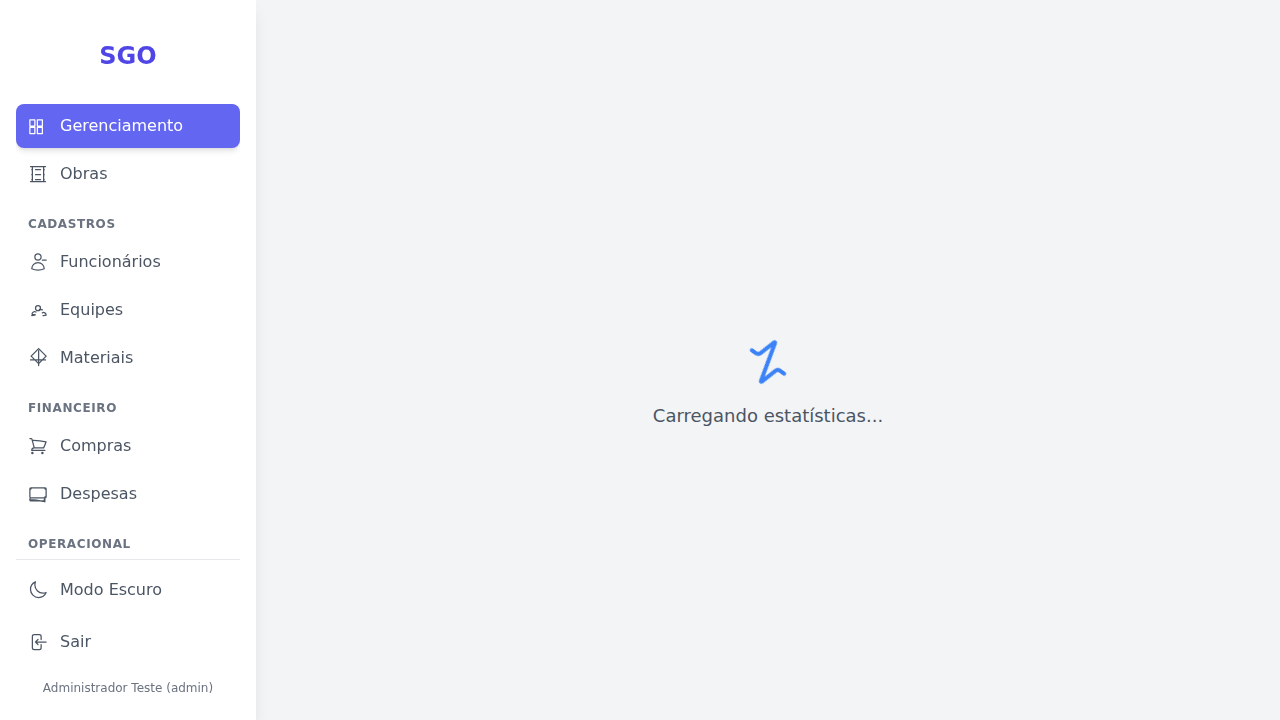 SGO
Gerenciamento
Obras
CADASTROS
Funcionários
Equipes
Materiais
FINANCEIRO
Compras
Despesas
OPERACIONAL
Modo Escuro
Sair
Administrador Teste (admin)
Carregando estatísticas...